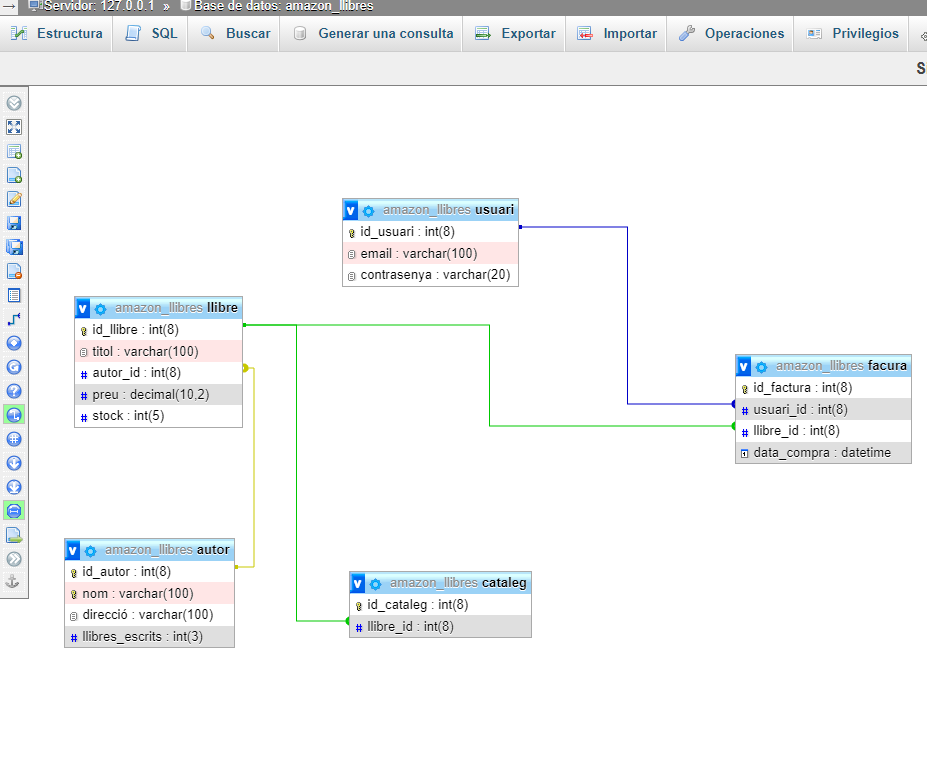 Servidor: 127.0.0.1 » Base de datos: amazon_llibres
Estructura SQL Buscar Generar una consulta Exportar Importar Operaciones Privilegios
amazon_llibres usuari
id_usuari : int(8)
email : varchar(100)
contrasenya : varchar(20)
amazon_llibres llibre
id_llibre : int(8)
titol : varchar(100)
autor_id : int(8)
preu : decimal(10,2)
stock : int(5)
amazon_llibres facura
id_factura : int(8)
usuari_id : int(8)
llibre_id : int(8)
data_compra : datetime
amazon_llibres autor
id_autor : int(8)
nom : varchar(100)
direcció : varchar(100)
llibres_escrits : int(3)
amazon_llibres cataleg
id_cataleg : int(8)
llibre_id : int(8)